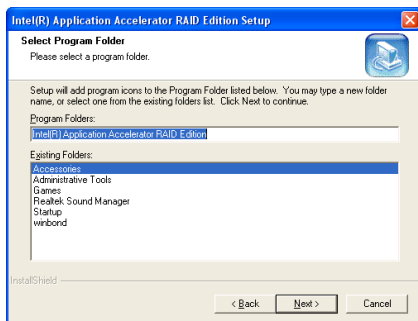 Intel(R) Application Accelerator RAID Edition Setup
Select Program Folder
Please select a program folder.
Setup will add program icons to the Program Folder listed below. You may type a new folder
name, or select one from the existing folders list. Click Next to continue.
Program Folders:
Intel(R) Application Accelerator RAID Edition
Existing Folders:
Accessories
Administrative Tools
Games
Realtek Sound Manager
Startup
winbond
InstallShield
< Back
Next >
Cancel